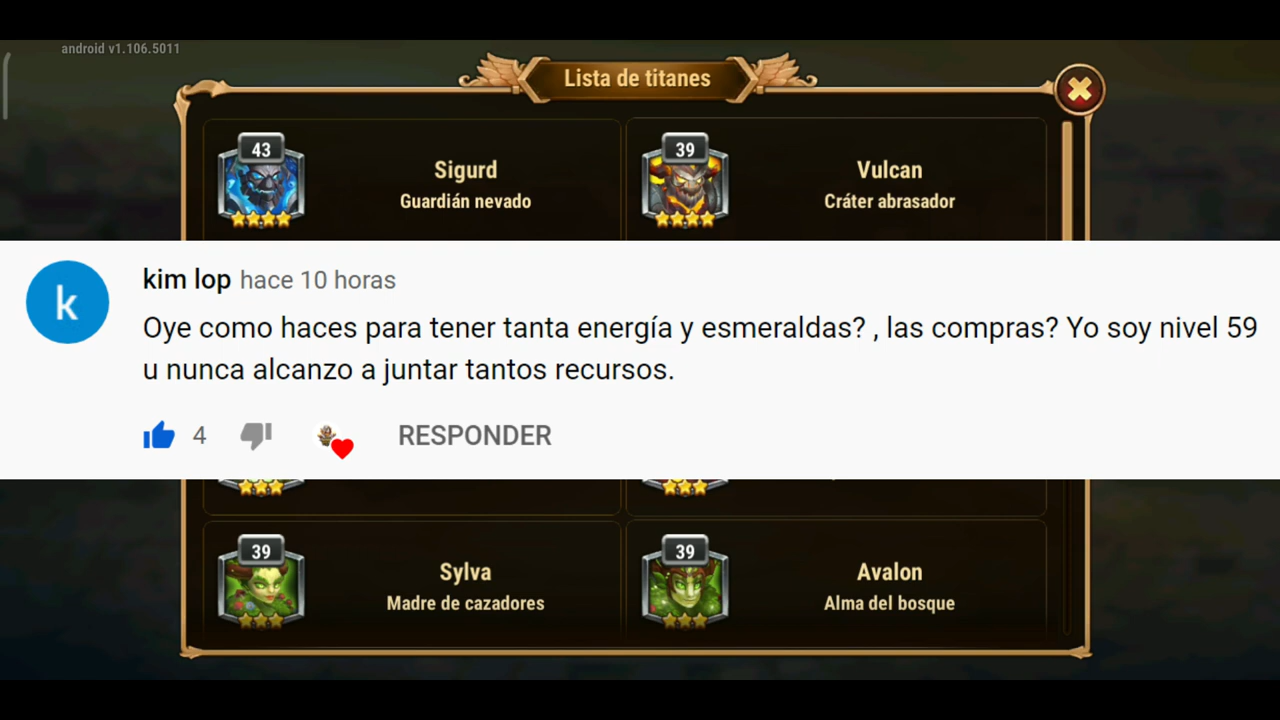 android v1.106.5011
Lista de titanes
43
Sigurd
Guardián nevado
39
Vulcan
Cráter abrasador
k
kim lop hace 10 horas
Oye como haces para tener tanta energía y esmeraldas? , las compras? Yo soy nivel 59
u nunca alcanzo a juntar tantos recursos.
4
RESPONDER
39
Sylva
Madre de cazadores
39
Avalon
Alma del bosque